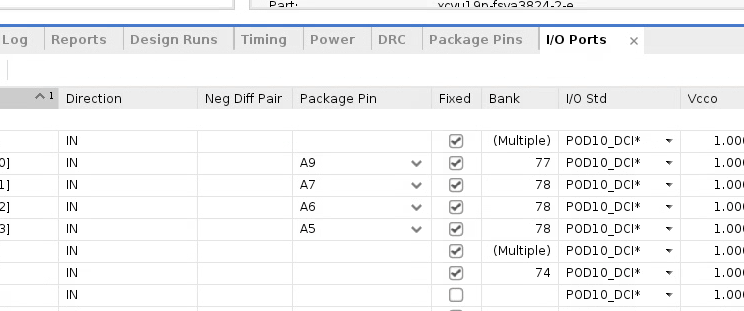 Part: xcvu19p-fsva3824-2-e
Log Reports Design Runs Timing Power DRC Package Pins I/O Ports ×
1 Direction Neg Diff Pair Package Pin Fixed Bank I/O Std Vcco
IN (Multiple) POD10_DCI* 1.000
0] IN A9 77 POD10_DCI* 1.000
1] IN A7 78 POD10_DCI* 1.000
2] IN A6 78 POD10_DCI* 1.000
3] IN A5 78 POD10_DCI* 1.000
IN (Multiple) POD10_DCI* 1.000
IN 74 POD10_DCI* 1.000
IN POD10_DCI* 1.000